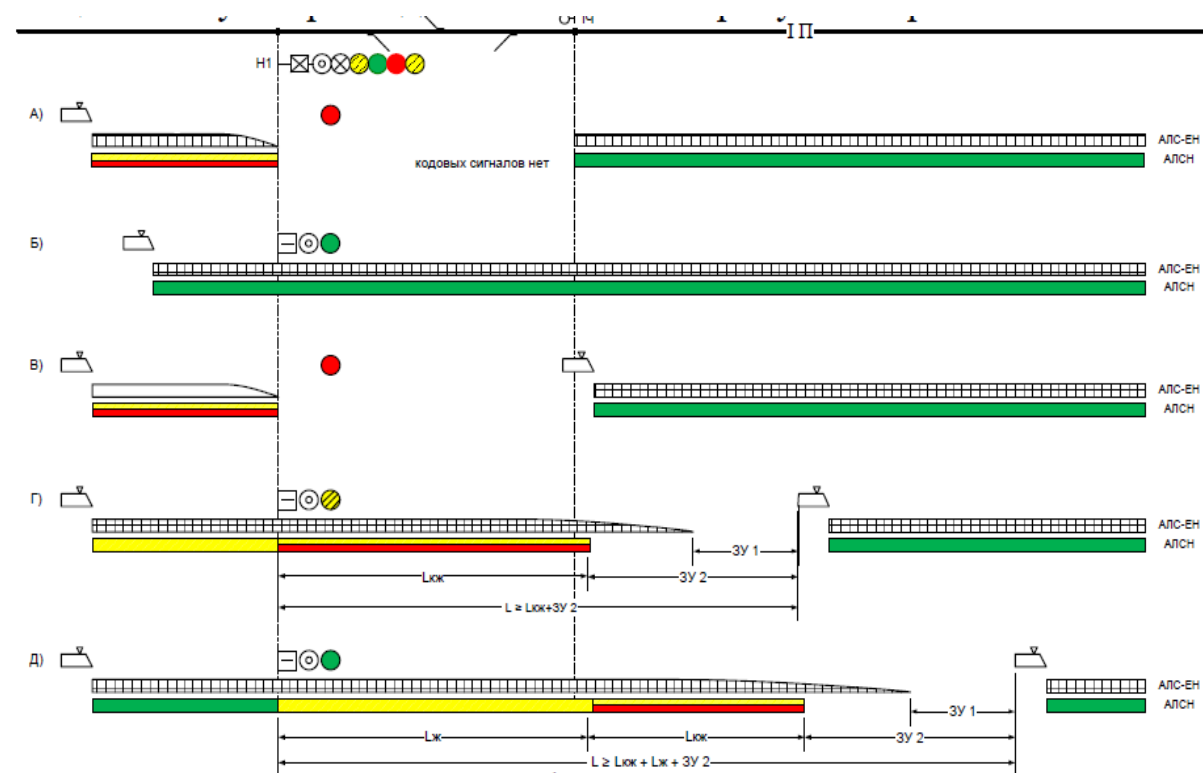 I П
Н1
А)
АЛС-ЕН
кодовых сигналов нет
АЛСН
Б)
АЛС-ЕН
АЛСН
В)
АЛС-ЕН
АЛСН
Г)
АЛС-ЕН
АЛСН
ЗУ 1
Lкж
ЗУ 2
L ≥ Lкж+ЗУ 2
Д)
АЛС-ЕН
АЛСН
ЗУ 1
Lж
Lкж
ЗУ 2
L ≥ Lкж + Lж + ЗУ 2